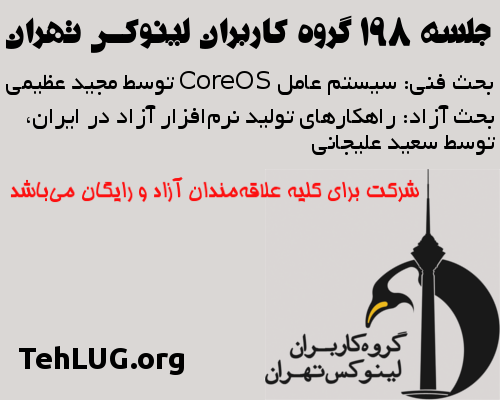 جلسه ۱۹۸ گروه کاربران لینوکس تهران
بحث فنی: سیستم عامل CoreOS توسط مجید عظیمی
بحث آزاد: راهکارهای تولید نرم‌افزار آزاد در ایران،
توسط سعید علیجانی
شرکت برای کلیه علاقه‌مندان آزاد و رایگان می‌باشد
گروه کاربران
لینوکس تهران
TehLUG.org